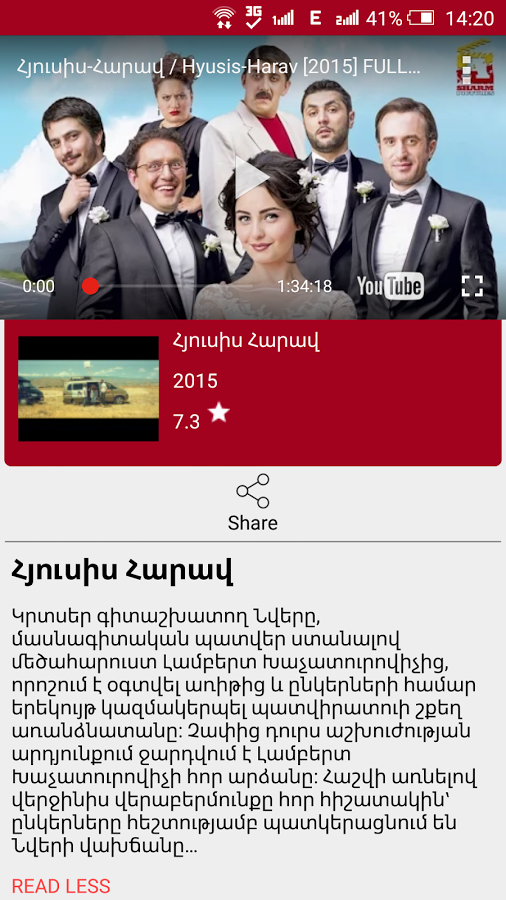 3G
1
E
2
41%
14:20
Հյուսիս-Հարավ / Hyusis-Harav [2015] FULL...
SHARM
PICTURES
0:00
1:34:18
YouTube
Հյուսիս Հարավ
2015
7.3
Share
Հյուսիս Հարավ
Կրտսեր գիտաշխատող Նվերը,
մասնագիտական պատվեր ստանալով
մեծահարուստ Լամբերտ Խաչատուրովիչից,
որոշում է օգտվել առիթից և ընկերների համար
երեկույթ կազմակերպել պատվիրատուի շքեղ
առանձնատանը: Չափից դուրս աշխուժության
արդյունքում ջարդվում է Լամբերտ
Խաչատուրովիչի հոր արձանը: Հաշվի առնելով
վերջինիս վերաբերմունքը հոր հիշատակին՝
ընկերները հեշտությամբ պատկերացնում են
Նվերի վախճանը...
READ LESS